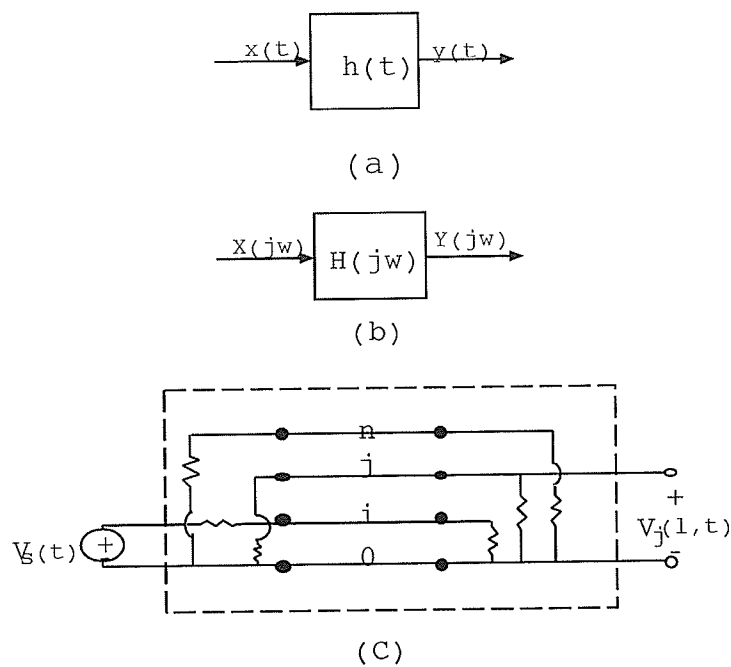 x(t)
h(t)
y(t)
(a)
X(jw)
H(jw)
Y(jw)
(b)
n
j
i
0
VS(t)
+
+
Vj(l,t)
-
(C)